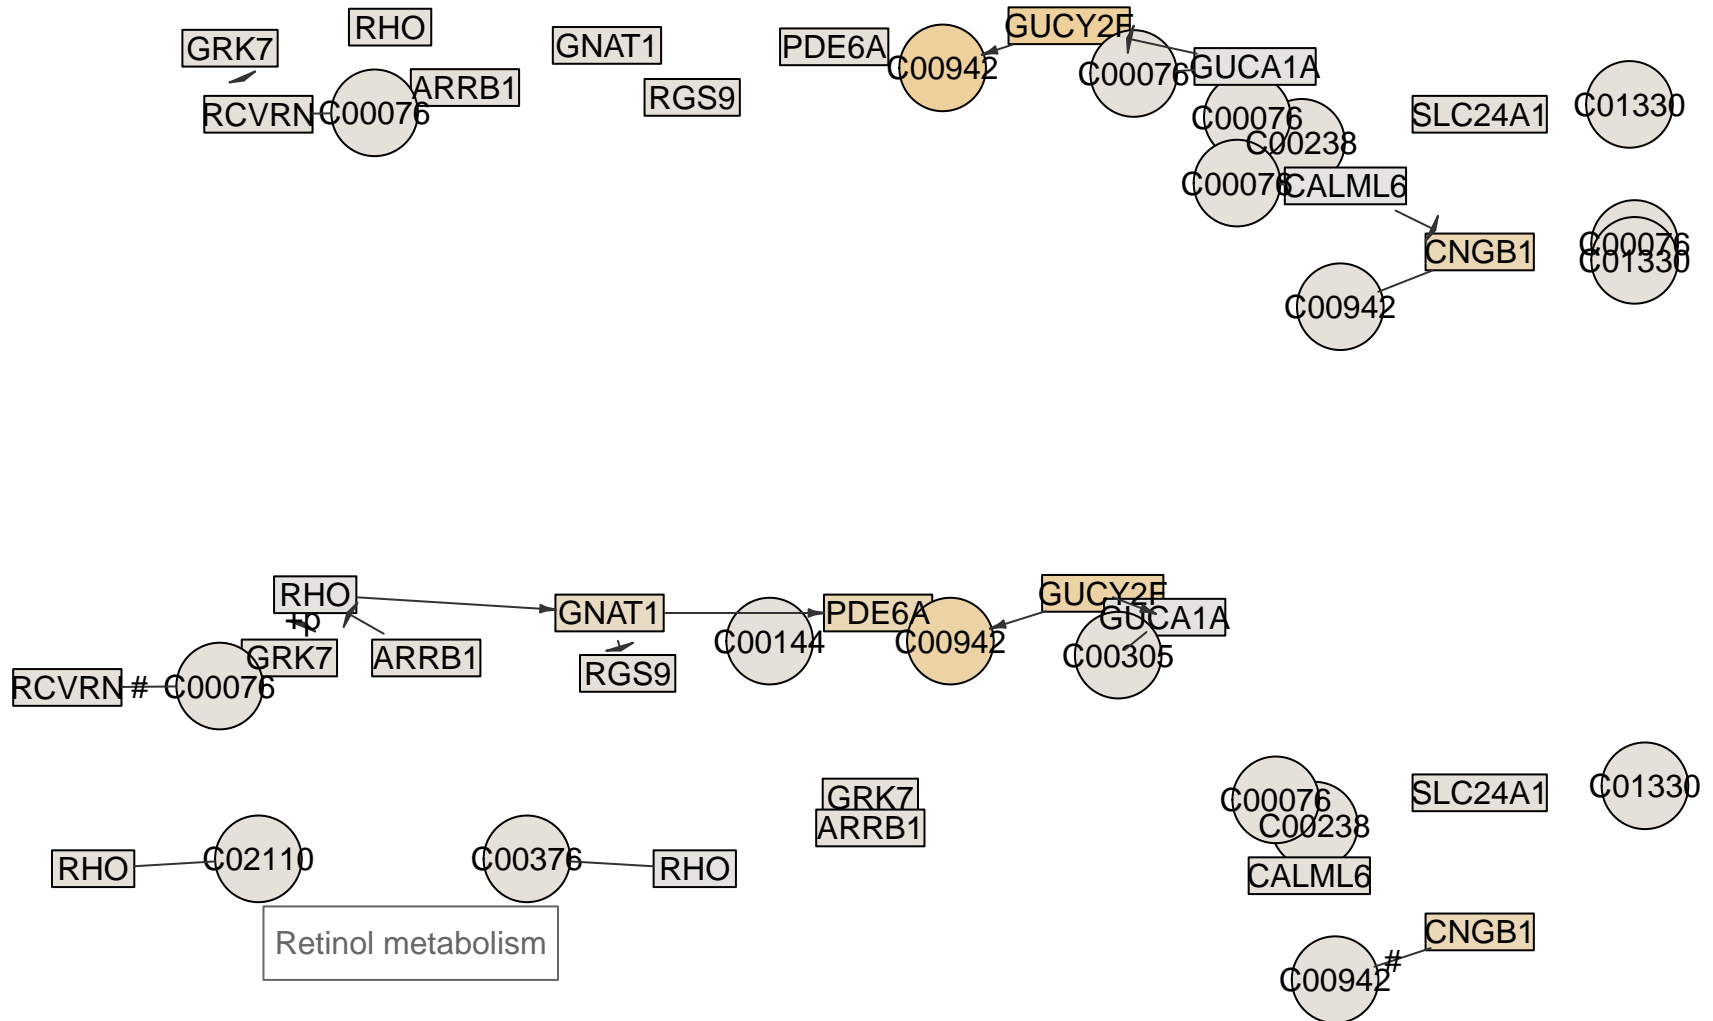 RHO
GRK7
GNAT1
PDE6A
C00942
GUCY2F
C00076
GUCA1A
ARRB1
RGS9
RCVRN
C00076
C00076
C00238
SLC24A1
C01330
C00076
CALML6
CNGB1
C00076
C01330
C00942
RHO
+p
GNAT1
PDE6A
GUCY2F
GUCA1A
C00144
C00942
C00305
GRK7
ARRB1
RGS9
RCVRN
#
C00076
GRK7
ARRB1
C00076
C00238
SLC24A1
C01330
RHO
C02110
C00376
RHO
CALML6
Retinol metabolism
CNGB1
#
C00942